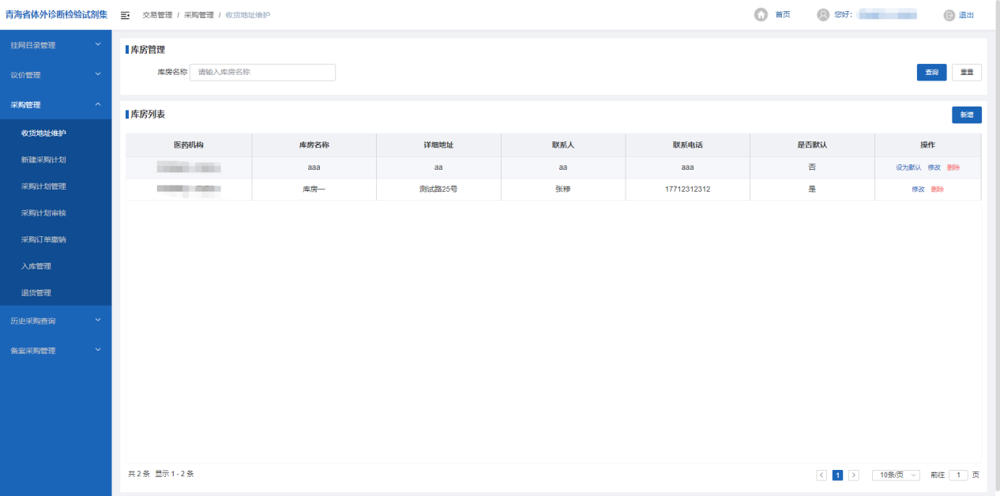 青海省体外诊断检验试剂集 交易管理 / 采购管理 / 收货地址维护 首页 您好: 退出
挂网目录管理
议价管理
采购管理
收货地址维护
新建采购计划
采购计划管理
采购计划审核
采购订单撤销
入库管理
退货管理
历史采购查询
备案采购管理
库房管理
库房名称 请输入库房名称 查询 重置
库房列表 新增
医药机构 库房名称 详细地址 联系人 联系电话 是否默认 操作
aaa aa aa aaa 否 设为默认 修改 删除
库房一 测试路25号 张穆 17712312312 是 修改 删除
共 2 条 显示 1 - 2 条 < 1 > 10条/页 前往 1 页